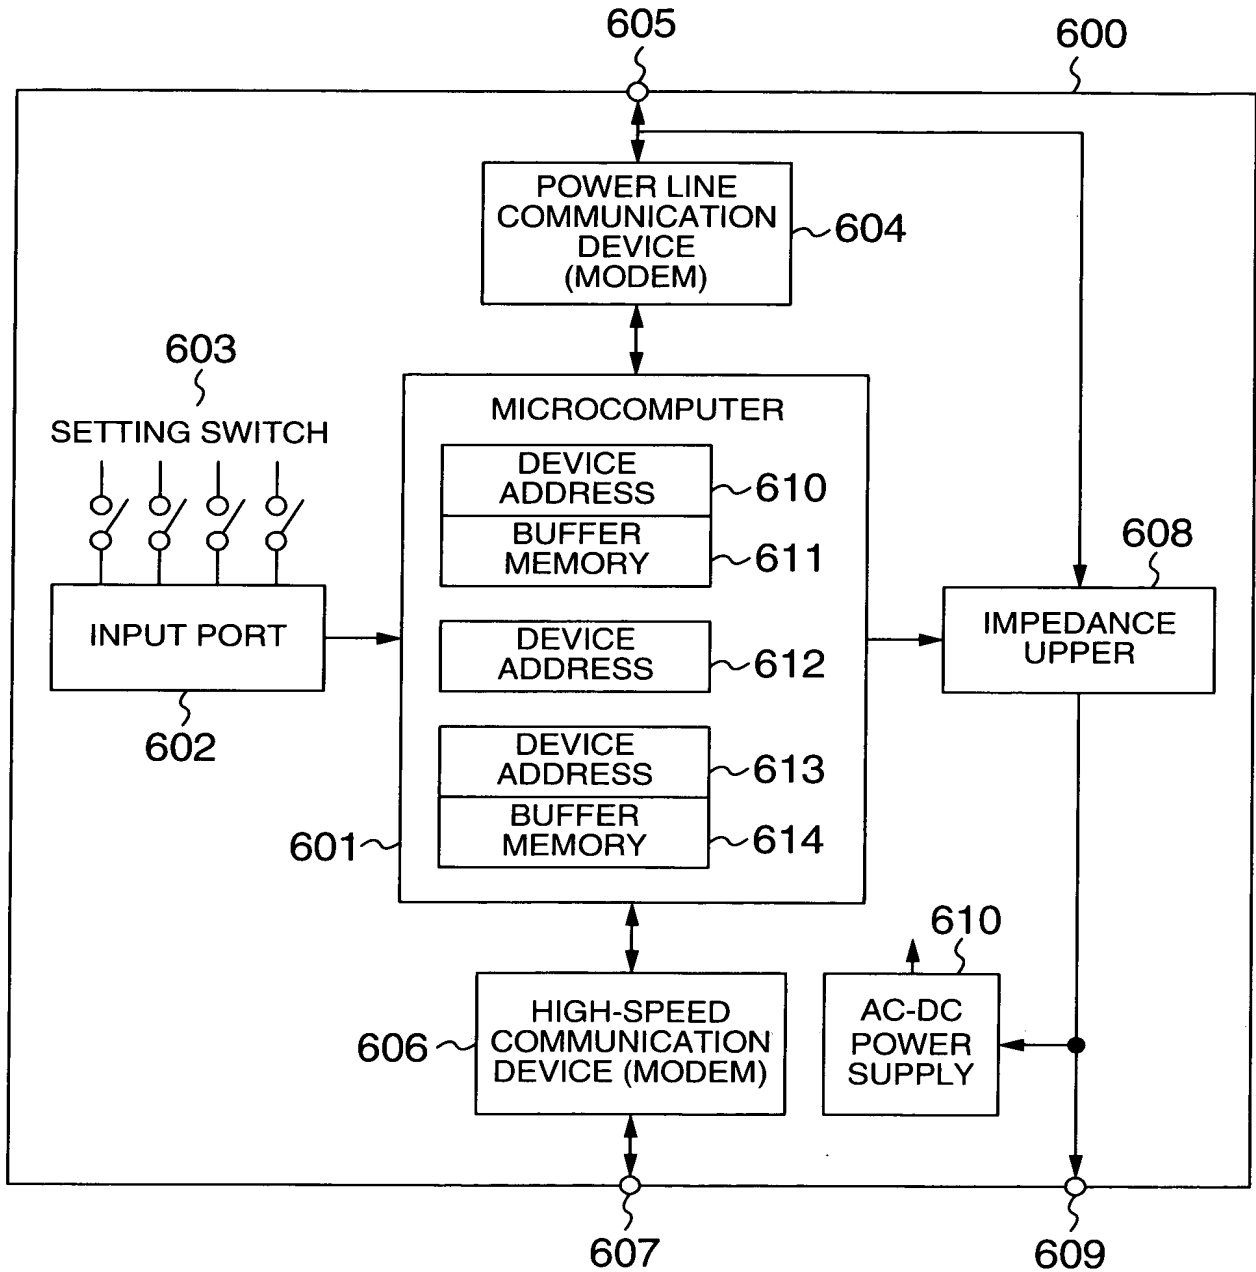 605
600
POWER LINE
COMMUNICATION
DEVICE
(MODEM)
604
603
SETTING SWITCH
MICROCOMPUTER
DEVICE
ADDRESS
610
BUFFER
MEMORY
611
608
INPUT PORT
602
DEVICE
ADDRESS
612
IMPEDANCE
UPPER
DEVICE
ADDRESS
613
BUFFER
MEMORY
614
601
610
HIGH-SPEED
COMMUNICATION
DEVICE (MODEM)
606
AC-DC
POWER
SUPPLY
607
609